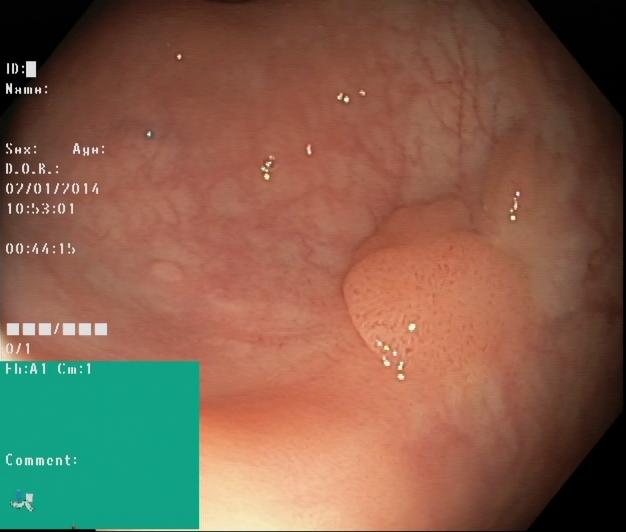 ID:
Name:
Sex: Age:
D.O.R.:
02/01/2014
10:53:01
00:44:15
■■■/■■■
0/1
Eh:A1 Cm:1
Comment: